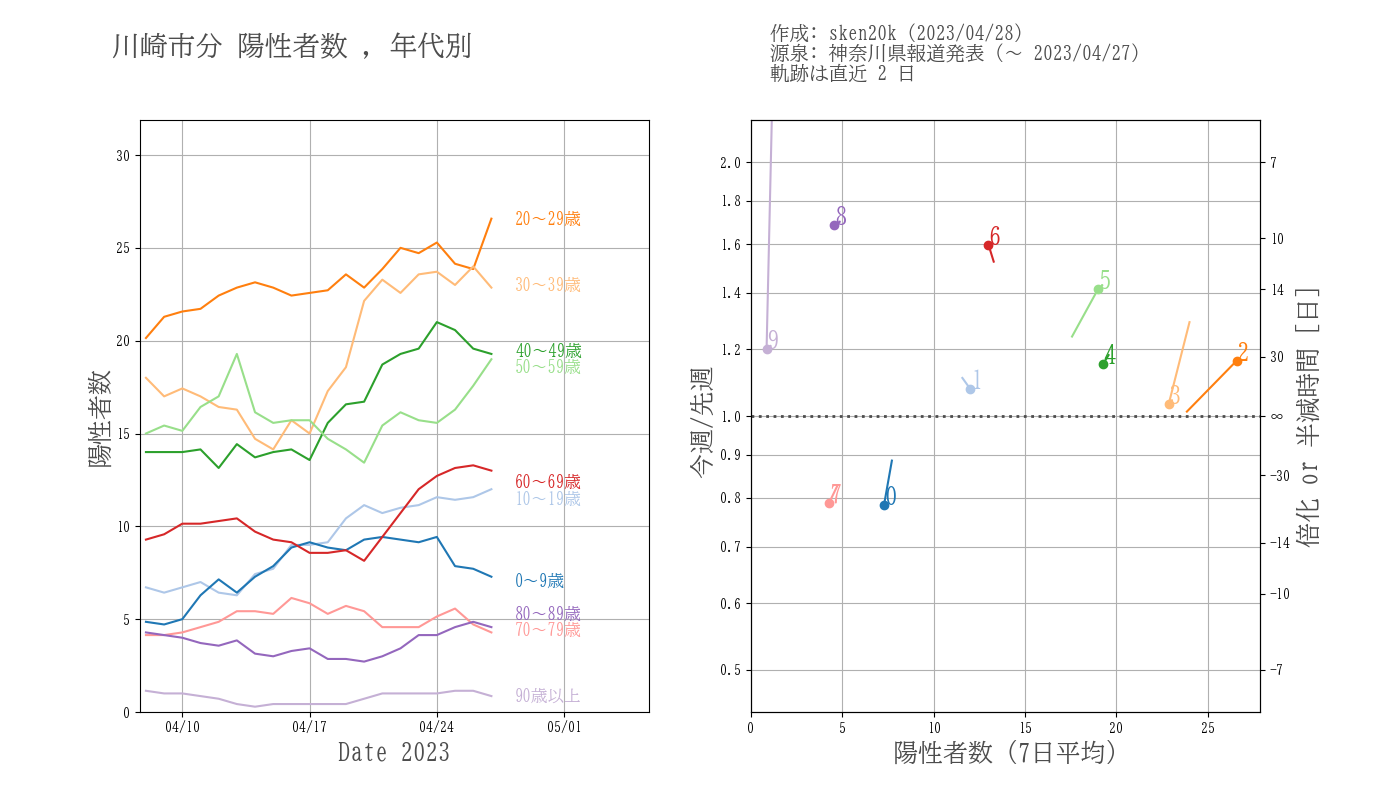 川崎市分 陽性者数 , 年代別
作成: sken20k (2023/04/28)
源泉: 神奈川県報道発表 (～ 2023/04/27)
軌跡は直近 2 日
陽性者数
30
25
20
15
10
5
0
20～29歳
30～39歳
40～49歳
50～59歳
60～69歳
10～19歳
0～9歳
80～89歳
70～79歳
90歳以上
04/10 04/17 04/24 05/01
Date 2023
今週/先週
2.0
1.8
1.6
1.4
1.2
1.0
0.9
0.8
0.7
0.6
0.5
8
6
5
9
4
2
1
3
7
0
7
10
14
30
∞
−30
−14
−10
−7
倍化 or 半減時間 [日]
0 5 10 15 20 25
陽性者数 (7日平均)